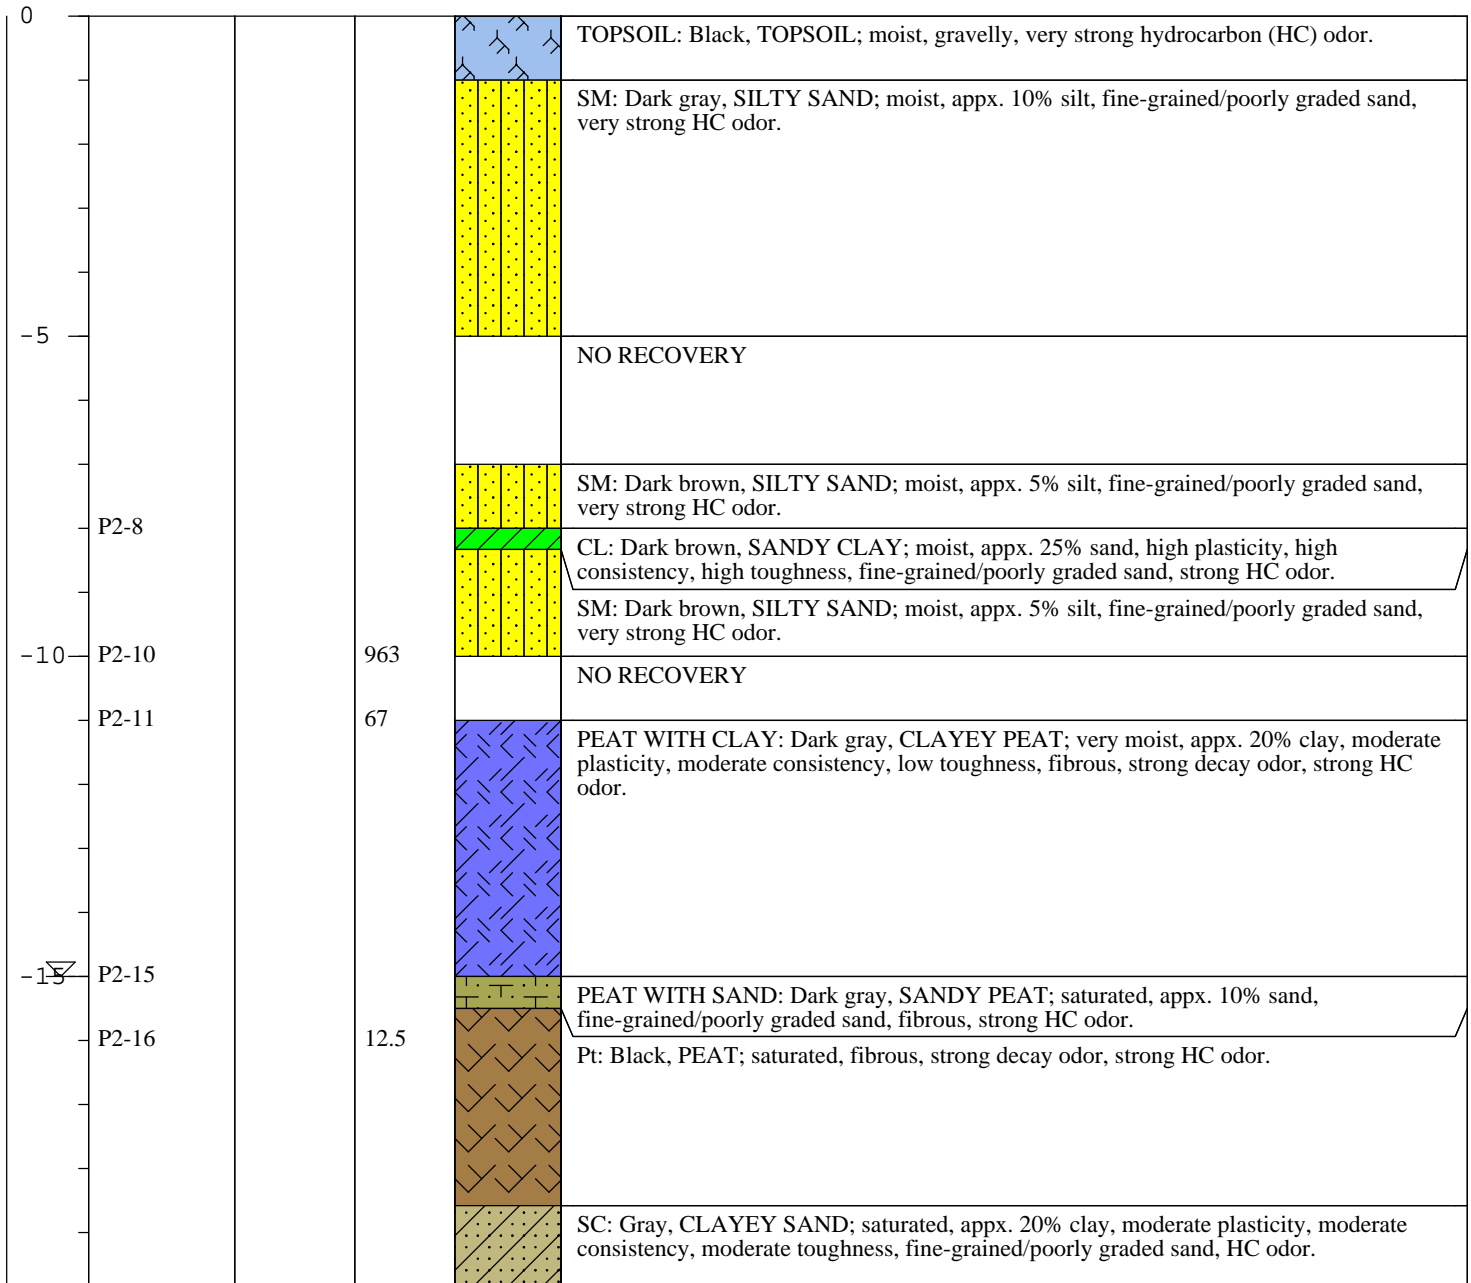 0
TOPSOIL: Black, TOPSOIL; moist, gravelly, very strong hydrocarbon (HC) odor.
SM: Dark gray, SILTY SAND; moist, appx. 10% silt, fine-grained/poorly graded sand,
very strong HC odor.
-5
NO RECOVERY
SM: Dark brown, SILTY SAND; moist, appx. 5% silt, fine-grained/poorly graded sand,
very strong HC odor.
P2-8
CL: Dark brown, SANDY CLAY; moist, appx. 25% sand, high plasticity, high
consistency, high toughness, fine-grained/poorly graded sand, strong HC odor.
SM: Dark brown, SILTY SAND; moist, appx. 5% silt, fine-grained/poorly graded sand,
very strong HC odor.
-10 P2-10 963
NO RECOVERY
P2-11 67
PEAT WITH CLAY: Dark gray, CLAYEY PEAT; very moist, appx. 20% clay, moderate
plasticity, moderate consistency, low toughness, fibrous, strong decay odor, strong HC
odor.
-15 P2-15
PEAT WITH SAND: Dark gray, SANDY PEAT; saturated, appx. 10% sand,
fine-grained/poorly graded sand, fibrous, strong HC odor.
P2-16 12.5
Pt: Black, PEAT; saturated, fibrous, strong decay odor, strong HC odor.
SC: Gray, CLAYEY SAND; saturated, appx. 20% clay, moderate plasticity, moderate
consistency, moderate toughness, fine-grained/poorly graded sand, HC odor.